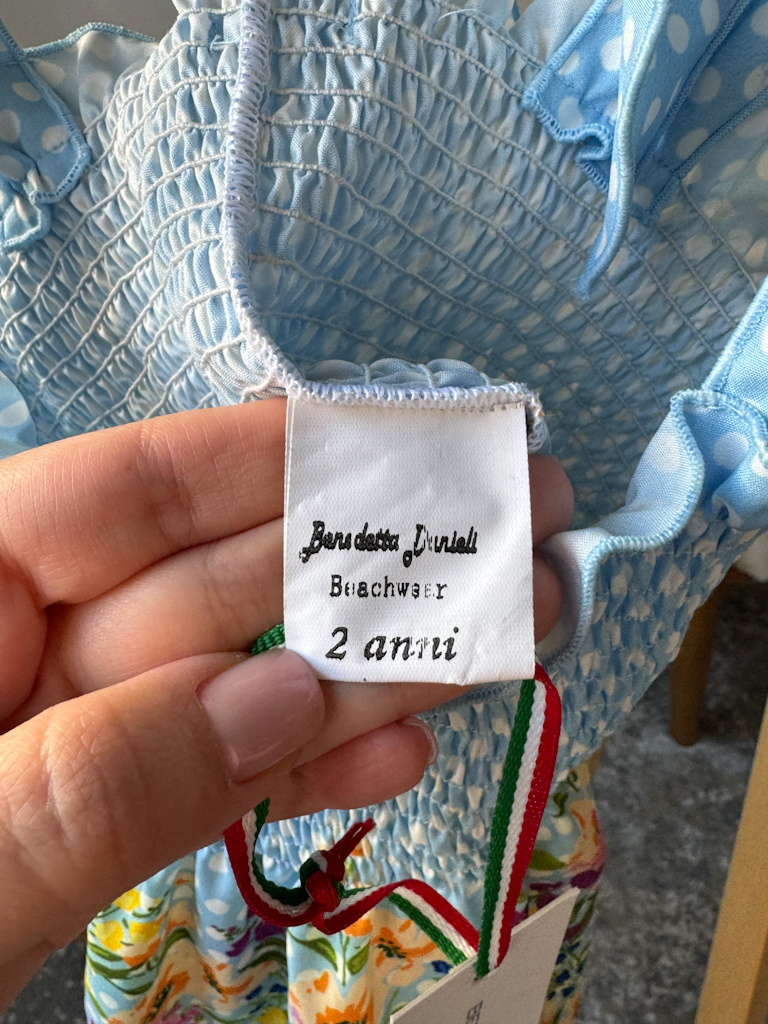 Benedetta Danieli
Beachwear
2 anni